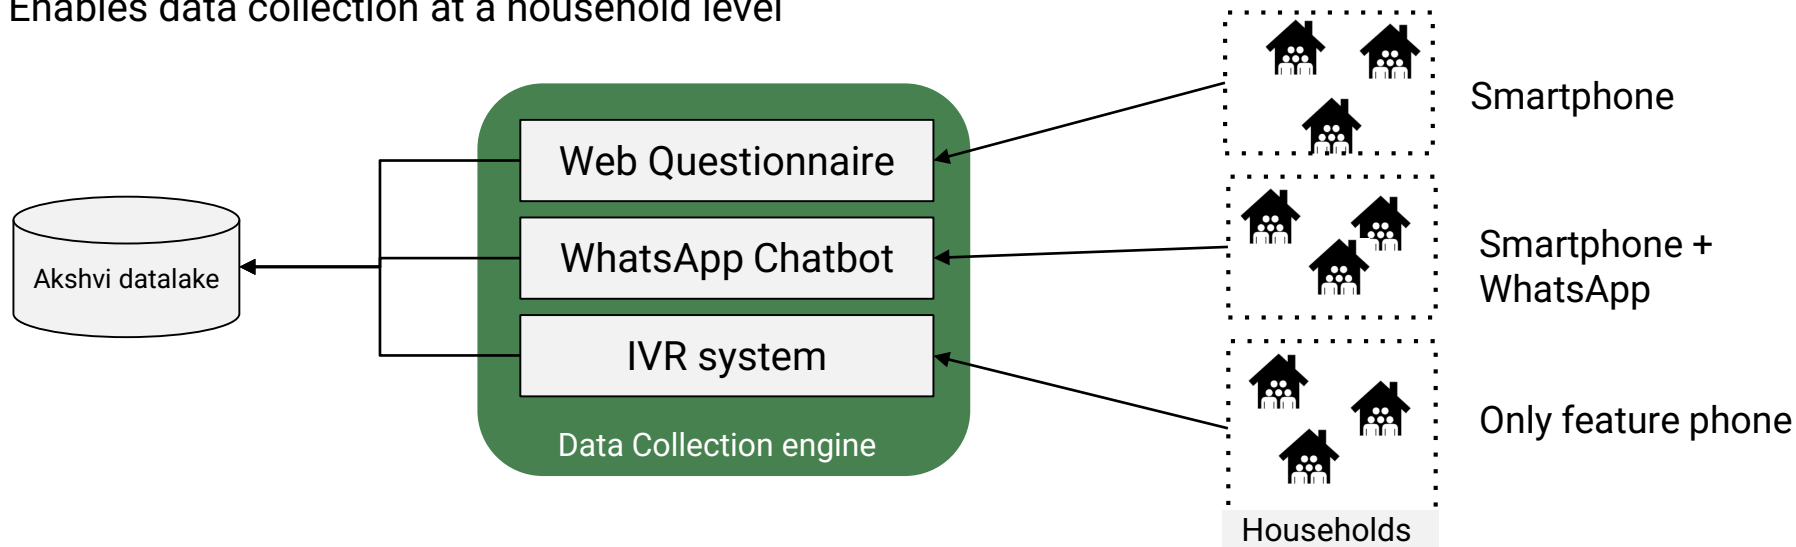 Enables data collection at a household level
Smartphone
Web Questionnaire
WhatsApp Chatbot
Smartphone +
WhatsApp
Akshvi datalake
IVR system
Only feature phone
Data Collection engine
Households